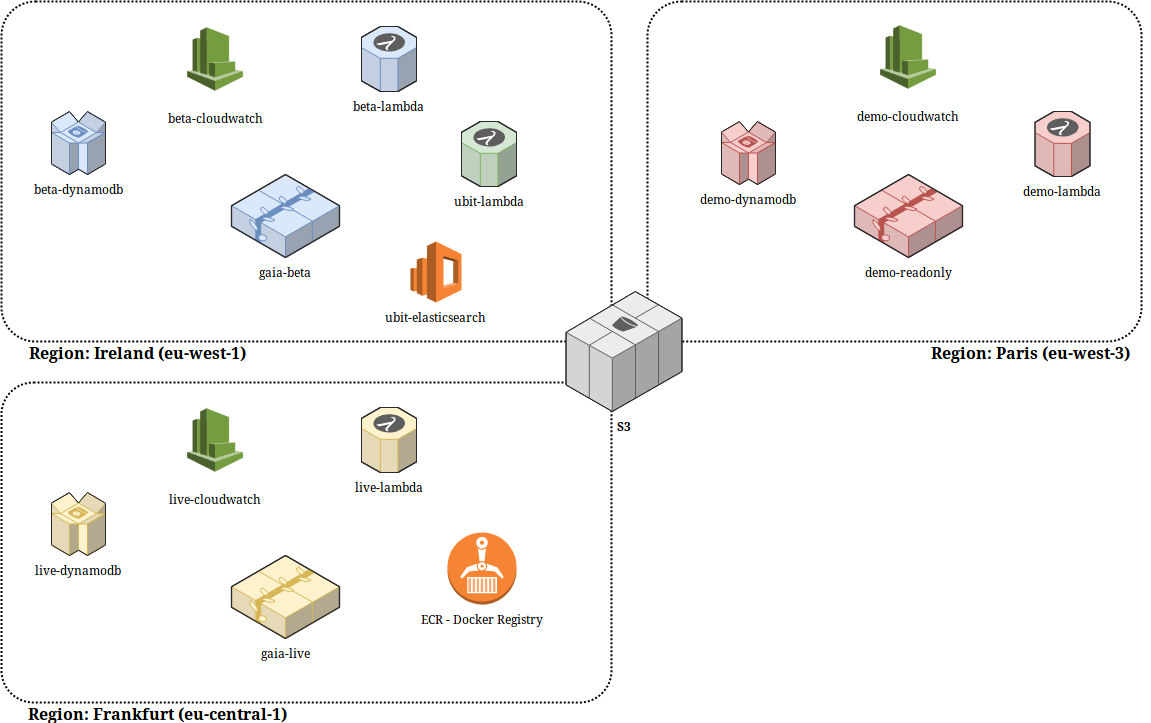 beta-cloudwatch
beta-lambda
beta-dynamodb
ubit-lambda
gaia-beta
ubit-elasticsearch
Region: Ireland (eu-west-1)
demo-cloudwatch
demo-dynamodb
demo-lambda
demo-readonly
Region: Paris (eu-west-3)
S3
live-cloudwatch
live-lambda
live-dynamodb
ECR - Docker Registry
gaia-live
Region: Frankfurt (eu-central-1)